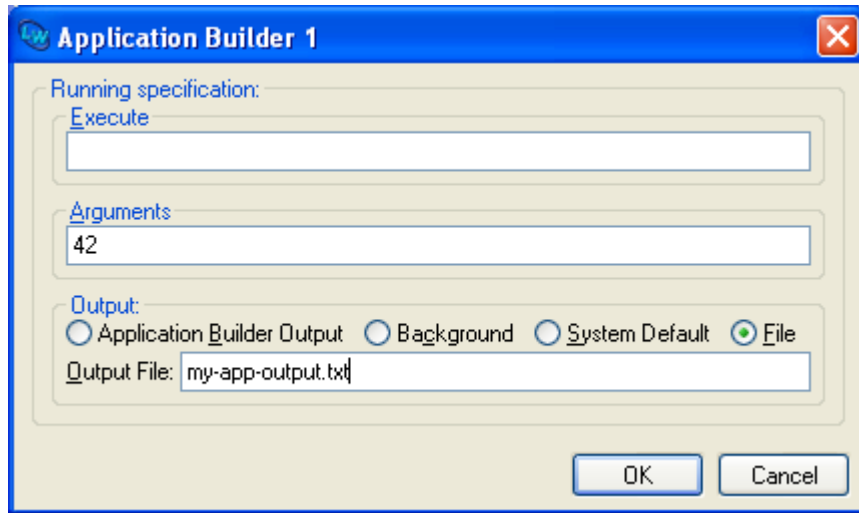 LW Application Builder 1
Running specification:
Execute
Arguments
42
Output:
Application Builder Output Background System Default File
Output File: my-app-output.txt
OK Cancel